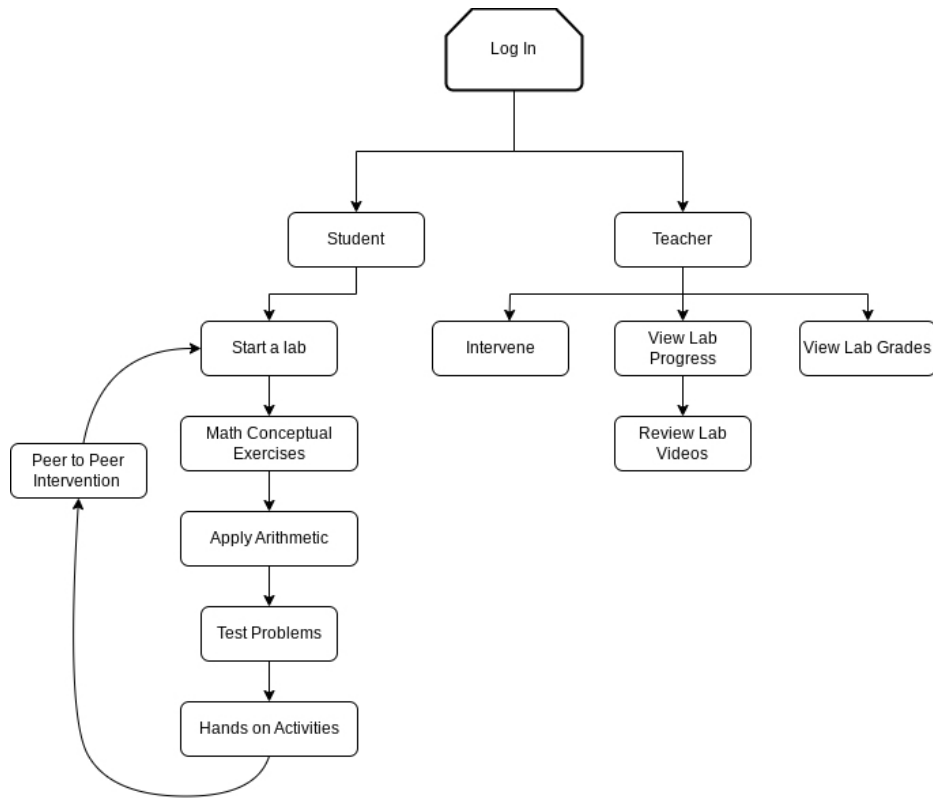 Log In
Student
Teacher
Start a lab
Intervene
View Lab
Progress
View Lab Grades
Math Conceptual
Exercises
Review Lab
Videos
Peer to Peer
Intervention
Apply Arithmetic
Test Problems
Hands on Activities